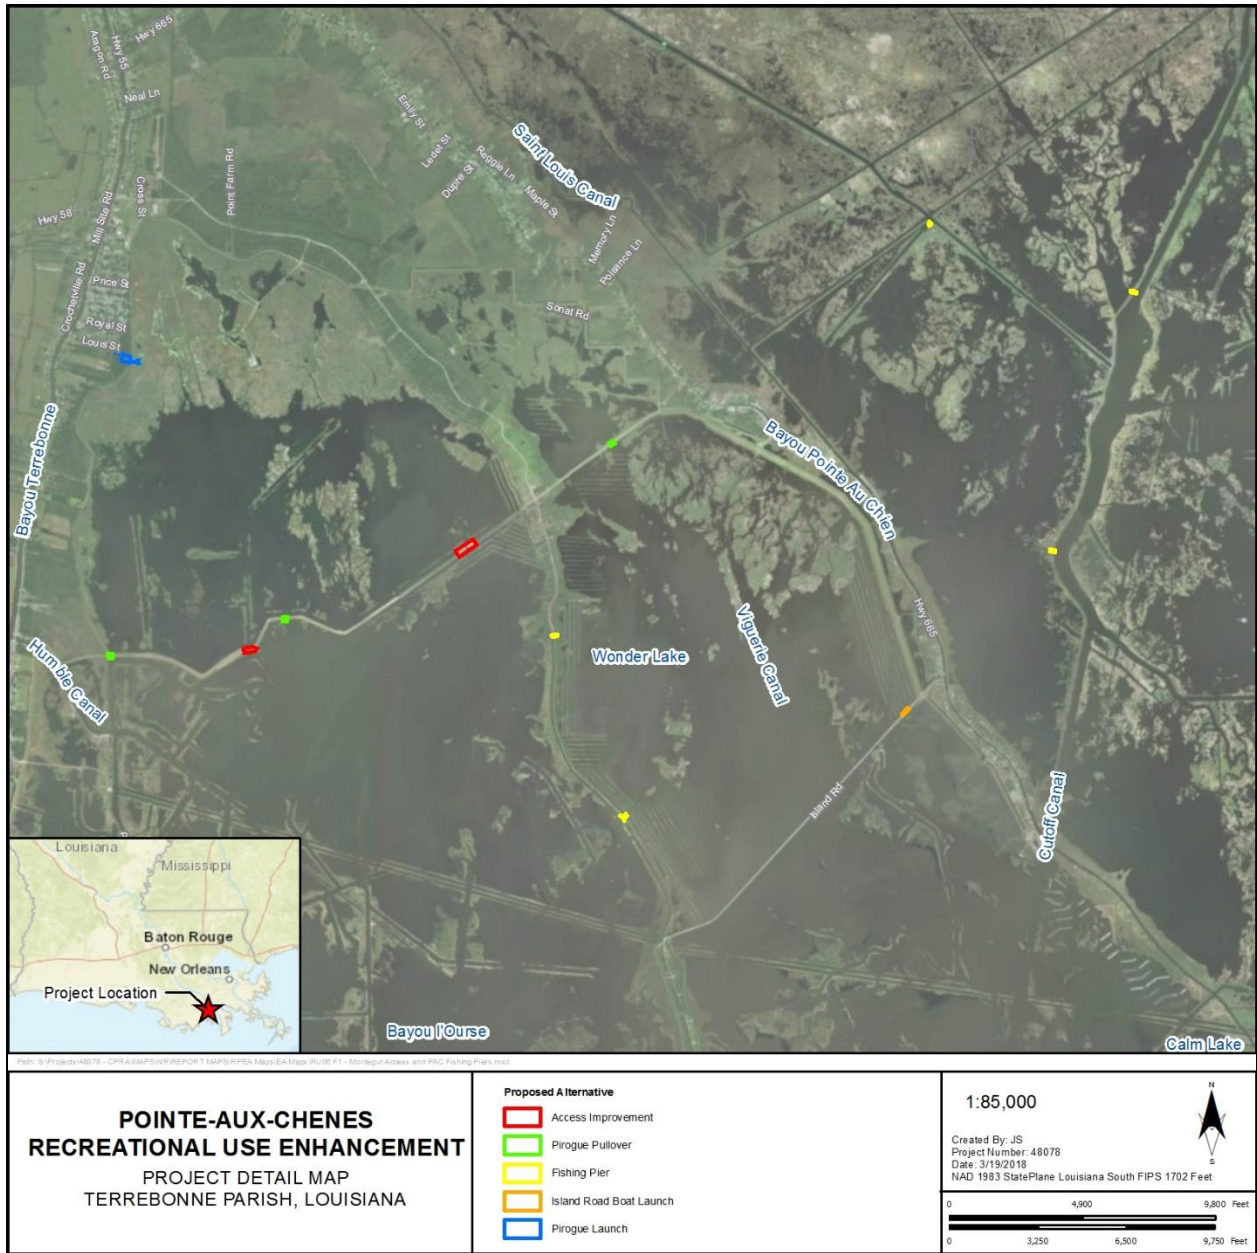 Hwy 665
Hwy 55
Aragon Rd
Neal Ln
Emily St
Ledet St
Reggie Ln
Dupre St
Maple St
Saint Louis Canal
Point Farm Rd
Cross St
Mill Site Rd
Hwy 58
Memory Ln
Poisance Ln
Crochetville Rd
Price St
Sonat Rd
Royal St
Louis St
Bayou Terrebonne
Bayou Pointe Au Chien
Hwy 665
Viguerie Canal
Wonder Lake
Humble Canal
Island Rd
Cutoff Canal
Louisiana
Mississippi
Baton Rouge
New Orleans
Project Location
Bayou l'Ourse
Calm Lake
POINTE-AUX-CHENES
RECREATIONAL USE ENHANCEMENT
PROJECT DETAIL MAP
TERREBONNE PARISH, LOUISIANA
Proposed Alternative
Access Improvement
Pirogue Pullover
Fishing Pier
Island Road Boat Launch
Pirogue Launch
1:85,000
N
S
Created By: JS
Project Number: 48078
Date: 3/19/2018
NAD 1983 StatePlane Louisiana South FIPS 1702 Feet
0 4,900 9,800 Feet
0 3,250 6,500 9,750 Feet